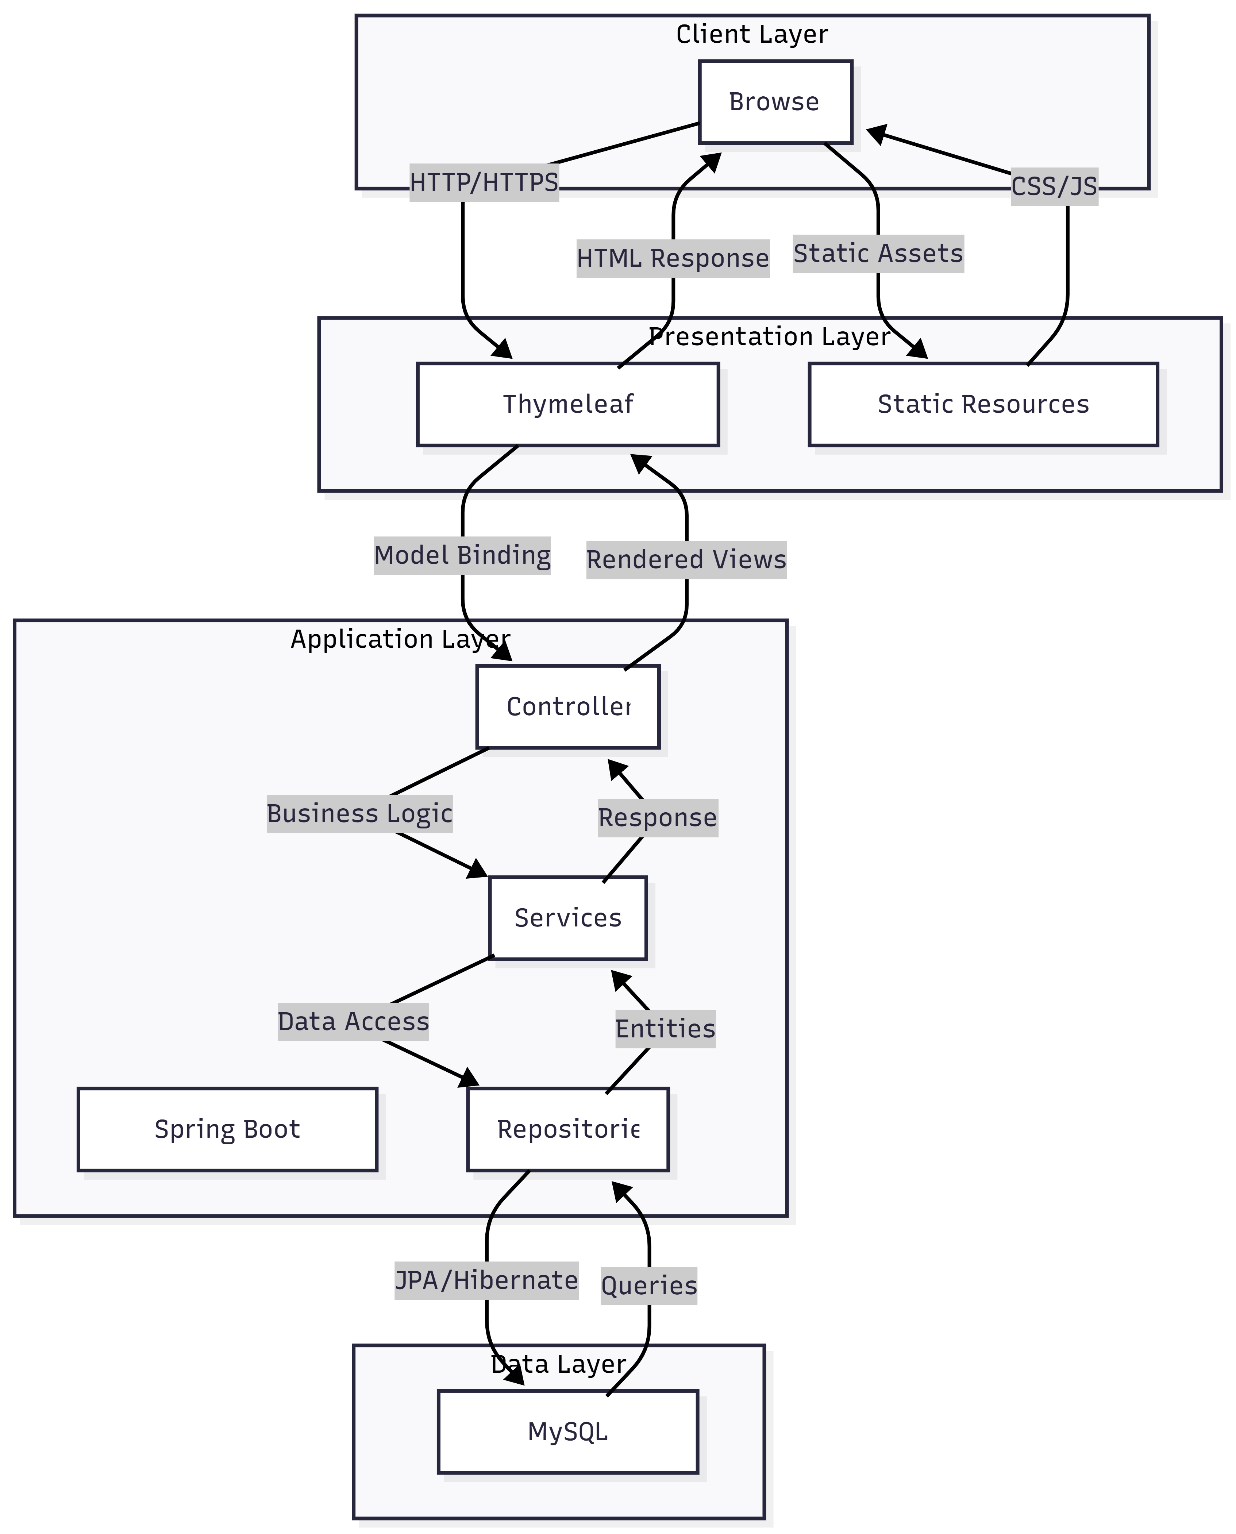 Client Layer
Browse
HTTP/HTTPS
CSS/JS
HTML Response
Static Assets
Presentation Layer
Thymeleaf
Static Resources
Model Binding
Rendered Views
Application Layer
Controller
Business Logic
Response
Services
Data Access
Entities
Spring Boot
Repositorie
JPA/Hibernate
Queries
Data Layer
MySQL